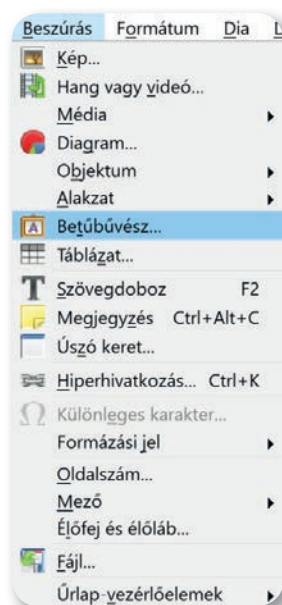 Beszúrás Formátum Dia
Kép...
Hang vagy videó...
Média
Diagram...
Objektum
Alakzat
Betűbűvész...
Táblázat...
Szövegdoboz F2
Megjegyzés Ctrl+Alt+C
Úszó keret...
Hiperhivatkozás... Ctrl+K
Különleges karakter...
Formázási jel
Oldalszám...
Mező
Élőfej és élőláb...
Fájl...
Űrlap-vezérlőelemek